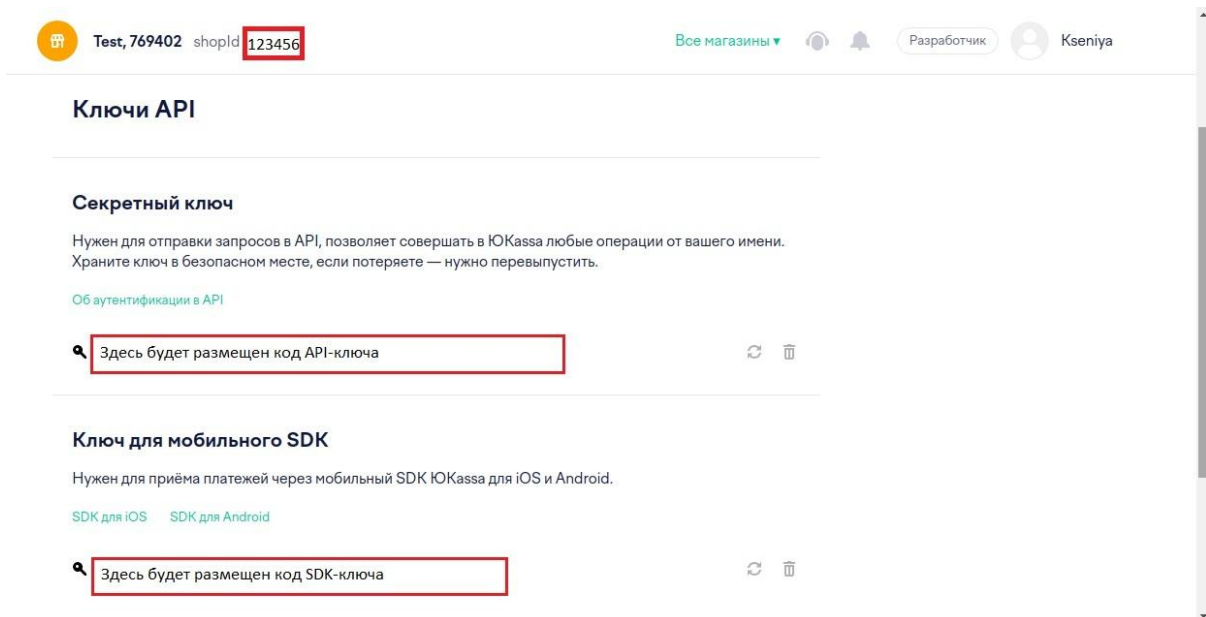 Test, 769402 shopId 123456 Все магазины ▾ Разработчик Kseniya
Ключи API
Секретный ключ
Нужен для отправки запросов в API, позволяет совершать в ЮKassa любые операции от вашего имени.
Храните ключ в безопасном месте, если потеряете — нужно перевыпустить.
Об аутентификации в API
Здесь будет размещен код API-ключа
Ключ для мобильного SDK
Нужен для приёма платежей через мобильный SDK ЮKassa для iOS и Android.
SDK для iOS SDK для Android
Здесь будет размещен код SDK-ключа